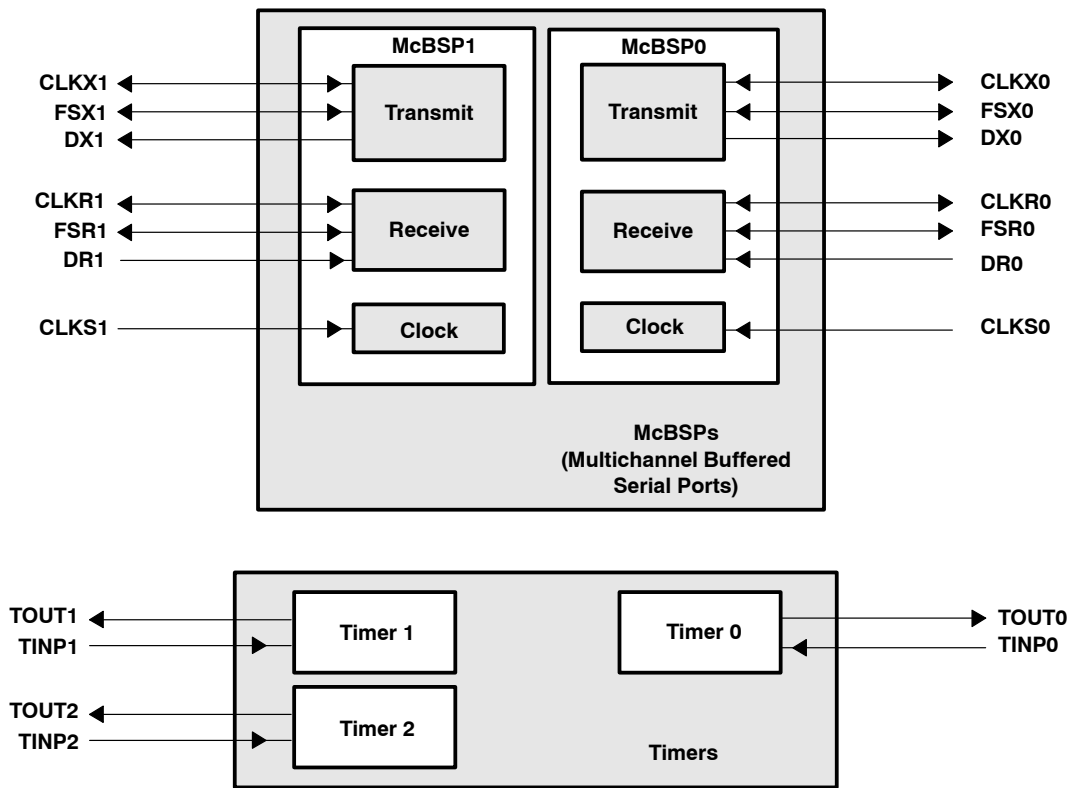 McBSP1
McBSP0
CLKX1
FSX1
DX1
Transmit
Transmit
CLKX0
FSX0
DX0
CLKR1
FSR1
DR1
Receive
Receive
CLKR0
FSR0
DR0
CLKS1
Clock
Clock
CLKS0
McBSPs
(Multichannel Buffered
Serial Ports)
TOUT1
TINP1
Timer 1
Timer 0
TOUT0
TINP0
TOUT2
TINP2
Timer 2
Timers